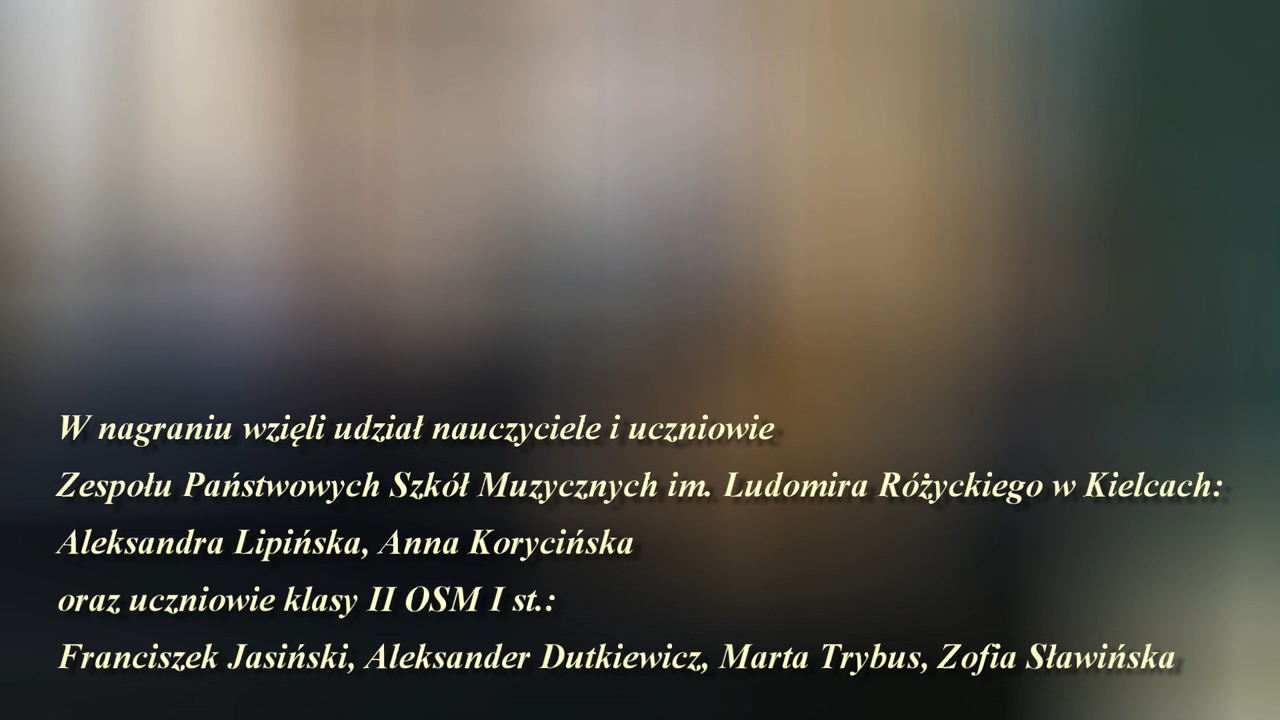 W nagraniu wzięli udział nauczyciele i uczniowie
Zespołu Państwowych Szkół Muzycznych im. Ludomira Różyckiego w Kielcach:
Aleksandra Lipińska, Anna Korycińska
oraz uczniowie klasy II OSM I st.:
Franciszek Jasiński, Aleksander Dutkiewicz, Marta Trybus, Zofia Sławińska